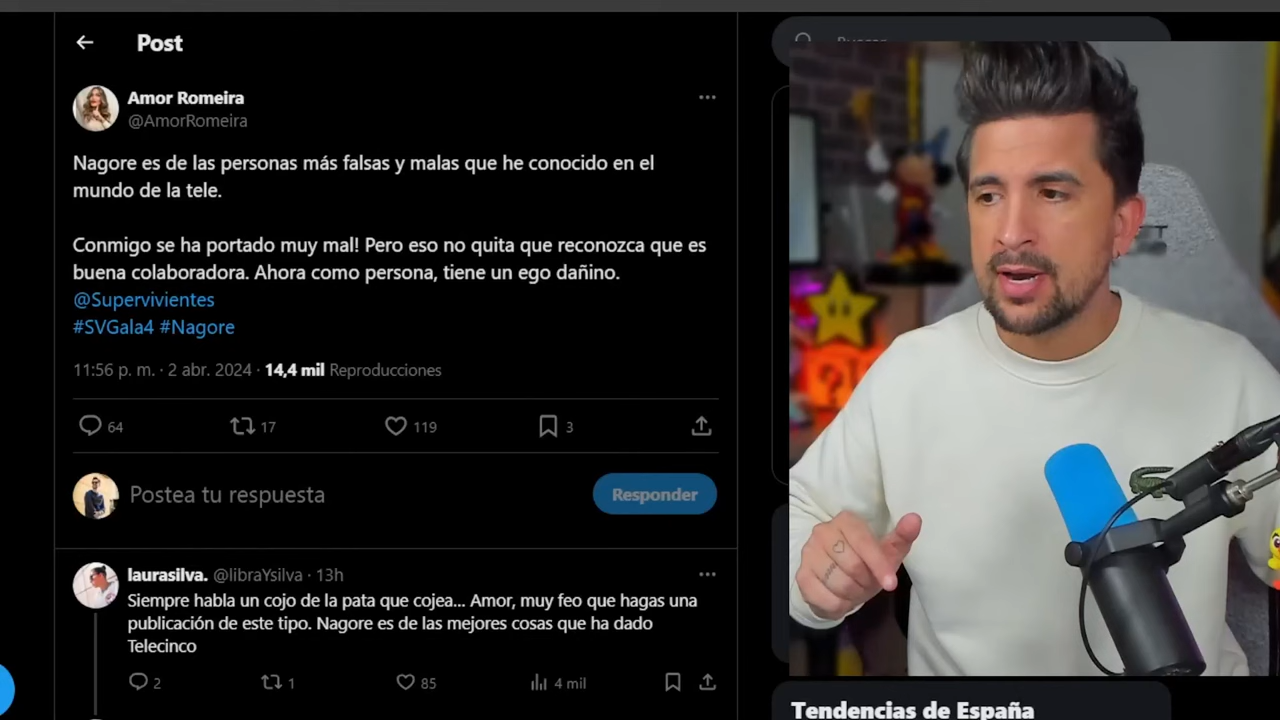 Post
Amor Romeira
@AmorRomeira
Nagore es de las personas más falsas y malas que he conocido en el
mundo de la tele.
Conmigo se ha portado muy mal! Pero eso no quita que reconozca que es
buena colaboradora. Ahora como persona, tiene un ego dañino.
@Supervivientes
#SVGala4 #Nagore
11:56 p. m. · 2 abr. 2024 · 14,4 mil Reproducciones
64 17 119 3
Postea tu respuesta
Responder
laurasilva. @libraYsilva · 13h
Siempre habla un cojo de la pata que cojea... Amor, muy feo que hagas una
publicación de este tipo. Nagore es de las mejores cosas que ha dado
Telecinco
2 1 85 4 mil
Tendencias de España